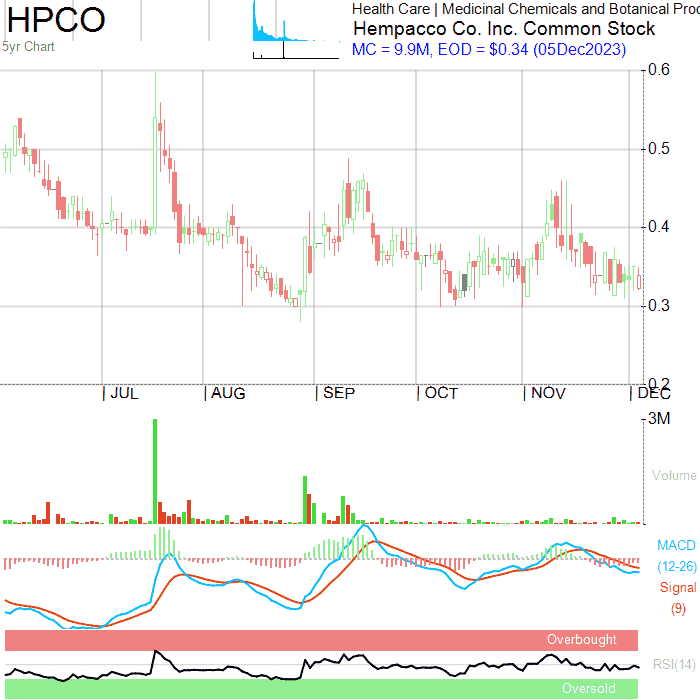 HPCO
5yr Chart
Health Care | Medicinal Chemicals and Botanical Prod
Hempacco Co. Inc. Common Stock
MC = 9.9M, EOD = $0.34 (05Dec2023)
0.6
0.5
0.4
0.3
0.2
| JUL | AUG | SEP | OCT | NOV | DEC
3M
Volume
MACD
(12-26)
Signal
(9)
Overbought
RSI(14)
Oversold